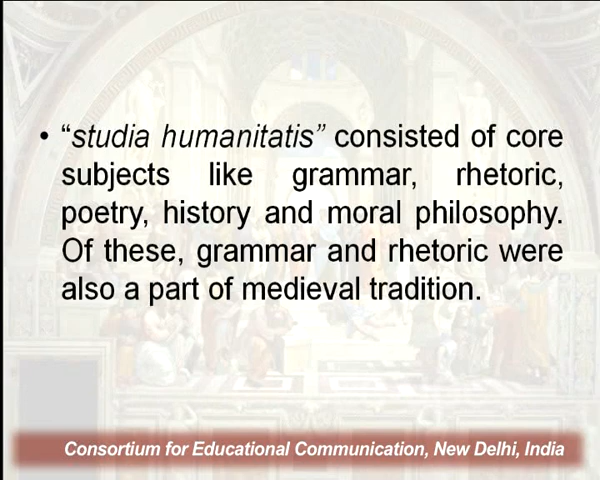 • “studia humanitatis” consisted of core
subjects like grammar, rhetoric,
poetry, history and moral philosophy.
Of these, grammar and rhetoric were
also a part of medieval tradition.
Consortium for Educational Communication, New Delhi, India